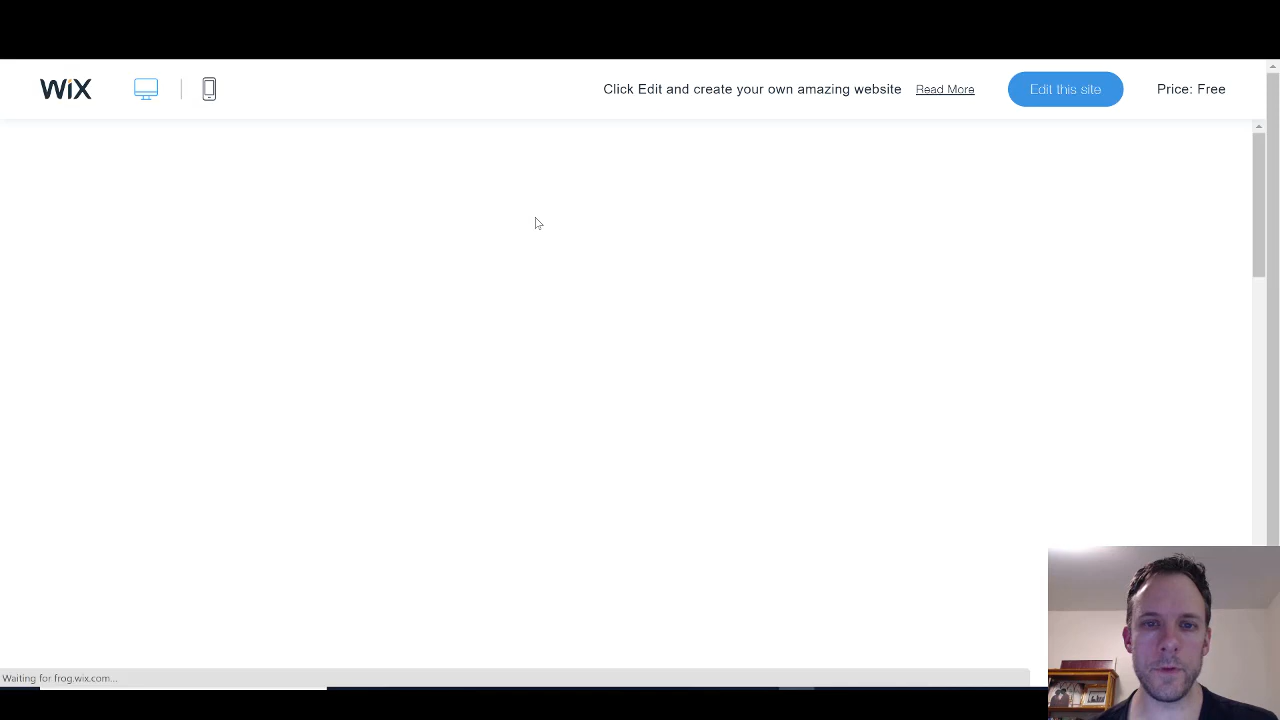 WiX
Click Edit and create your own amazing website Read More Edit this site Price: Free
Waiting for frog.wix.com...